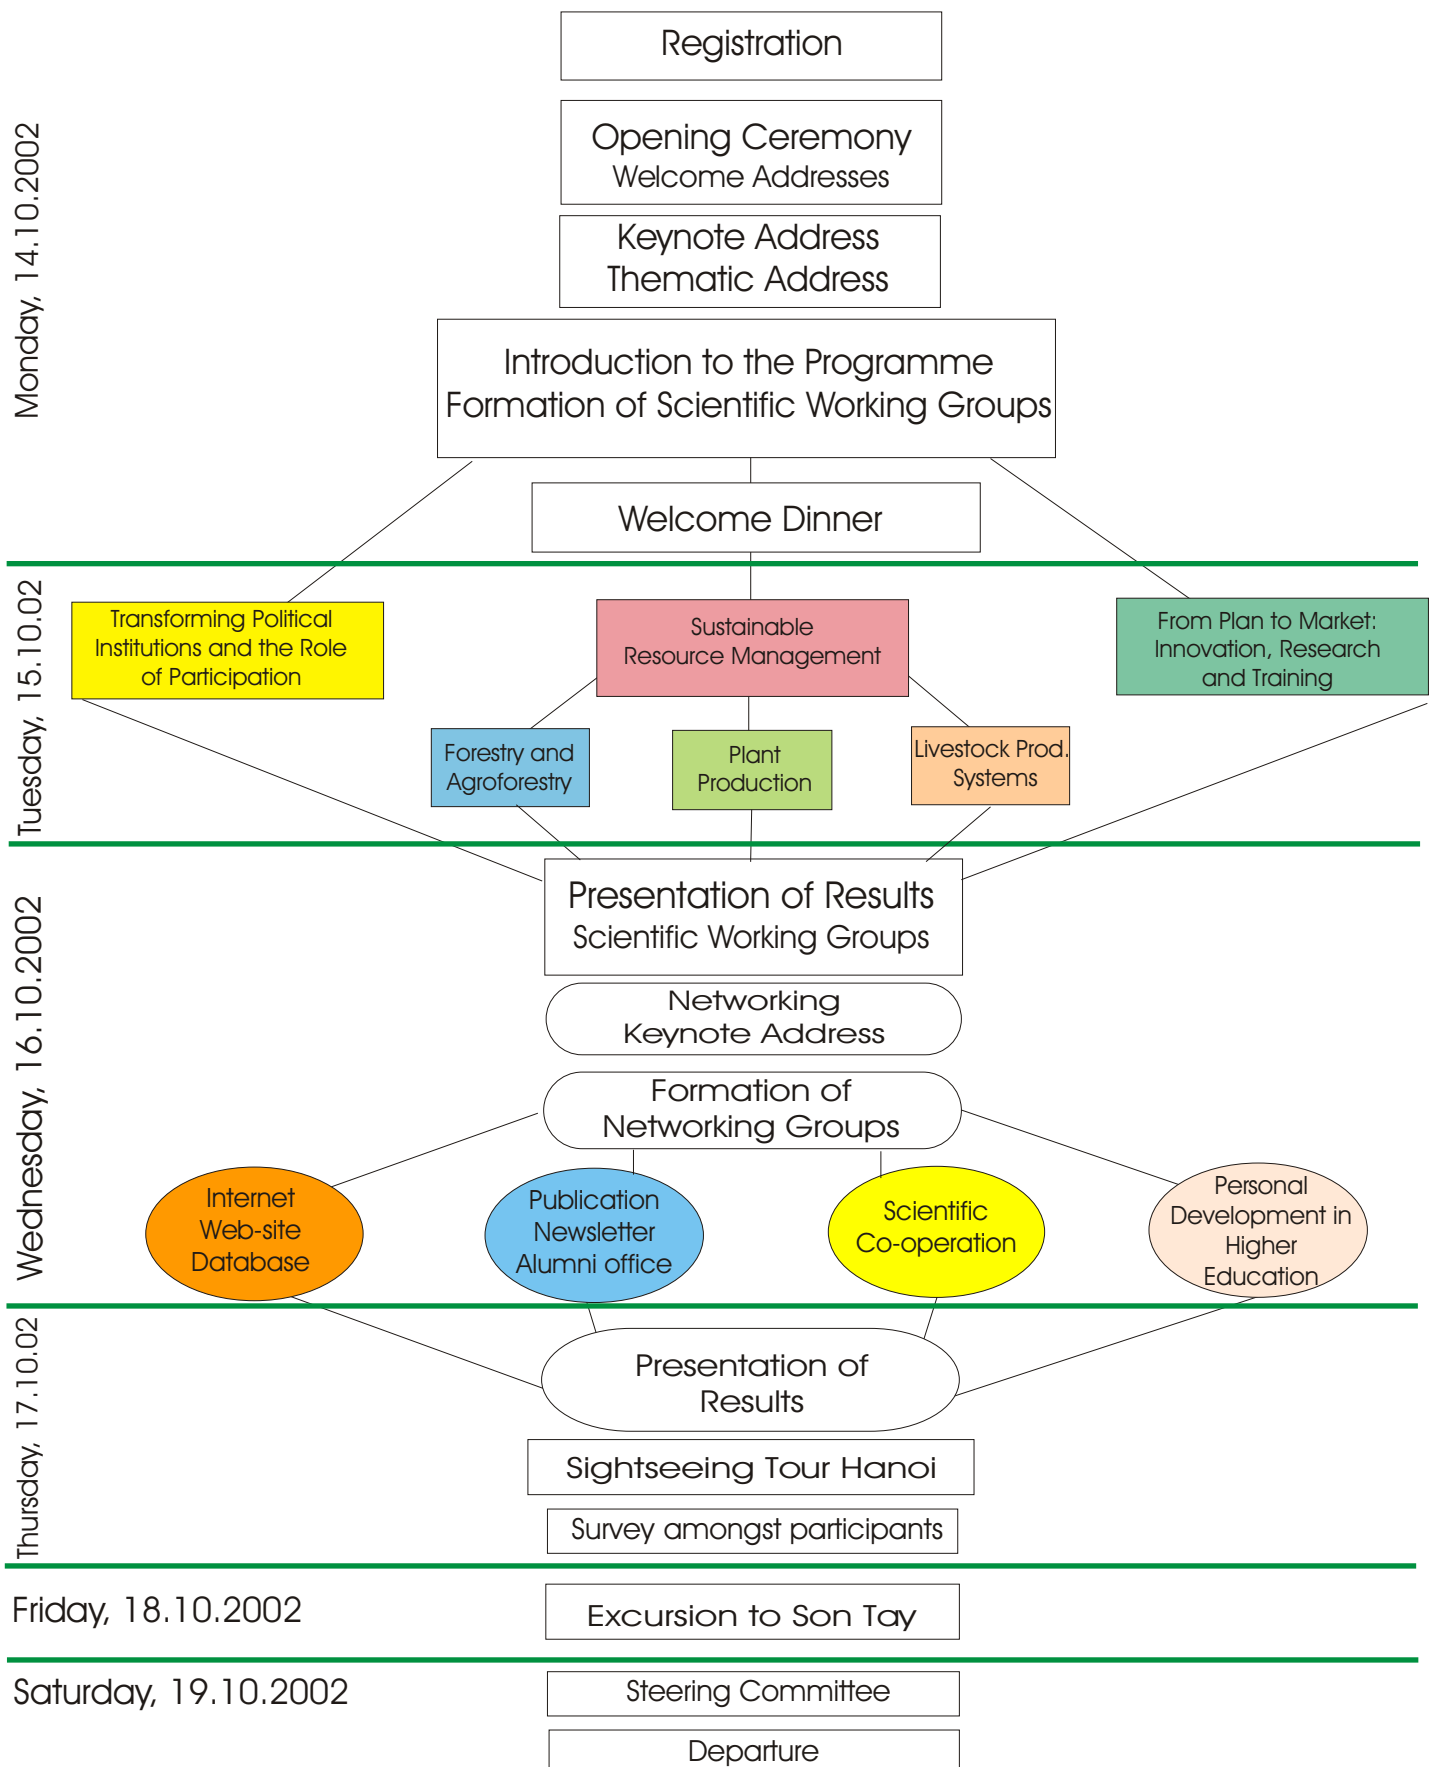 Monday, 14.10.2002
Registration
Opening Ceremony
Welcome Addresses
Keynote Address
Thematic Address
Introduction to the Programme
Formation of Scientific Working Groups
Welcome Dinner
Tuesday, 15.10.02
Transforming Political
Institutions and the Role
of Participation
Sustainable
Resource Management
From Plan to Market:
Innovation, Research
and Training
Forestry and
Agroforestry
Plant
Production
Livestock Prod.
Systems
Wednesday, 16.10.2002
Presentation of Results
Scientific Working Groups
Networking
Keynote Address
Formation of
Networking Groups
Internet
Web-site
Database
Publication
Newsletter
Alumni office
Scientific
Co-operation
Personal
Development in
Higher
Education
Thursday, 17.10.02
Presentation of
Results
Sightseeing Tour Hanoi
Survey amongst participants
Friday, 18.10.2002
Excursion to Son Tay
Saturday, 19.10.2002
Steering Committee
Departure